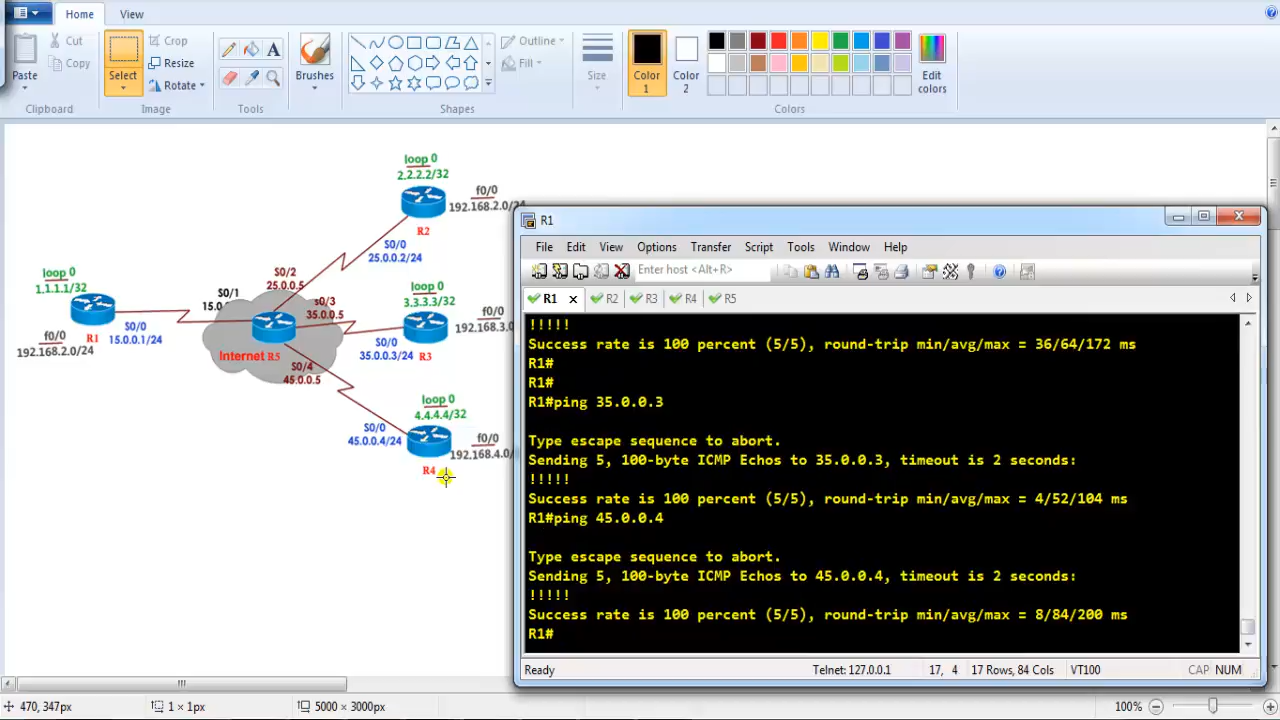 Home
View
Paste
Cut
Copy
Clipboard
Select
Crop
Resize
Rotate
Image
Tools
Brushes
Outline
Fill
Shapes
Size
Color
1
Color
2
Edit
colors
Colors
loop 0
2.2.2.2/32
f0/0
192.168.2.0/24
R2
S0/0
25.0.0.2/24
S0/2
25.0.0.5
loop 0
1.1.1.1/32
S0/1
15.0
s0/3
35.0.0.5
loop 0
3.3.3.3/32
f0/0
192.168.3.0
R1
S0/0
15.0.0.1/24
f0/0
192.168.2.0/24
Internet R5
S0/0
35.0.0.3/24
R3
S0/4
45.0.0.5
loop 0
4.4.4.4/32
S0/0
45.0.0.4/24
f0/0
192.168.4.0/
R4
R1
File Edit View Options Transfer Script Tools Window Help
Enter host <Alt+R>
R1 R2 R3 R4 R5
!!!!!
Success rate is 100 percent (5/5), round-trip min/avg/max = 36/64/172 ms
R1#
R1#
R1#ping 35.0.0.3
Type escape sequence to abort.
Sending 5, 100-byte ICMP Echos to 35.0.0.3, timeout is 2 seconds:
!!!!!
Success rate is 100 percent (5/5), round-trip min/avg/max = 4/52/104 ms
R1#ping 45.0.0.4
Type escape sequence to abort.
Sending 5, 100-byte ICMP Echos to 45.0.0.4, timeout is 2 seconds:
!!!!!
Success rate is 100 percent (5/5), round-trip min/avg/max = 8/84/200 ms
R1#
Ready Telnet: 127.0.0.1 17, 4 17 Rows, 84 Cols VT100 CAP NUM
470, 347px 1 × 1px 5000 × 3000px 100%